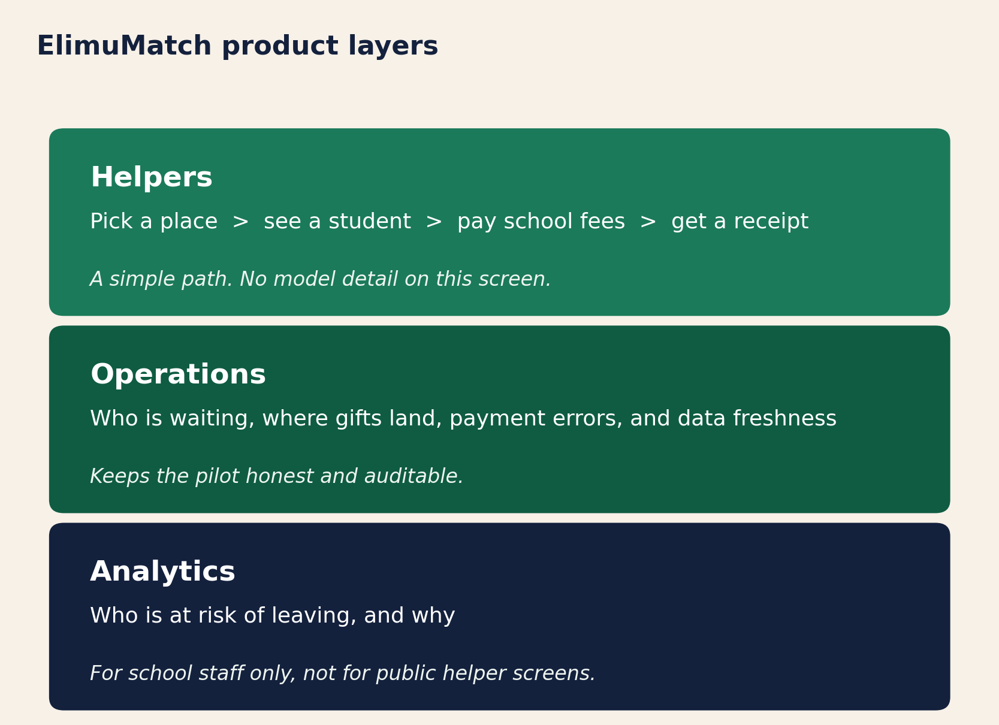 ElimuMatch product layers
Helpers
Pick a place > see a student > pay school fees > get a receipt
A simple path. No model detail on this screen.
Operations
Who is waiting, where gifts land, payment errors, and data freshness
Keeps the pilot honest and auditable.
Analytics
Who is at risk of leaving, and why
For school staff only, not for public helper screens.